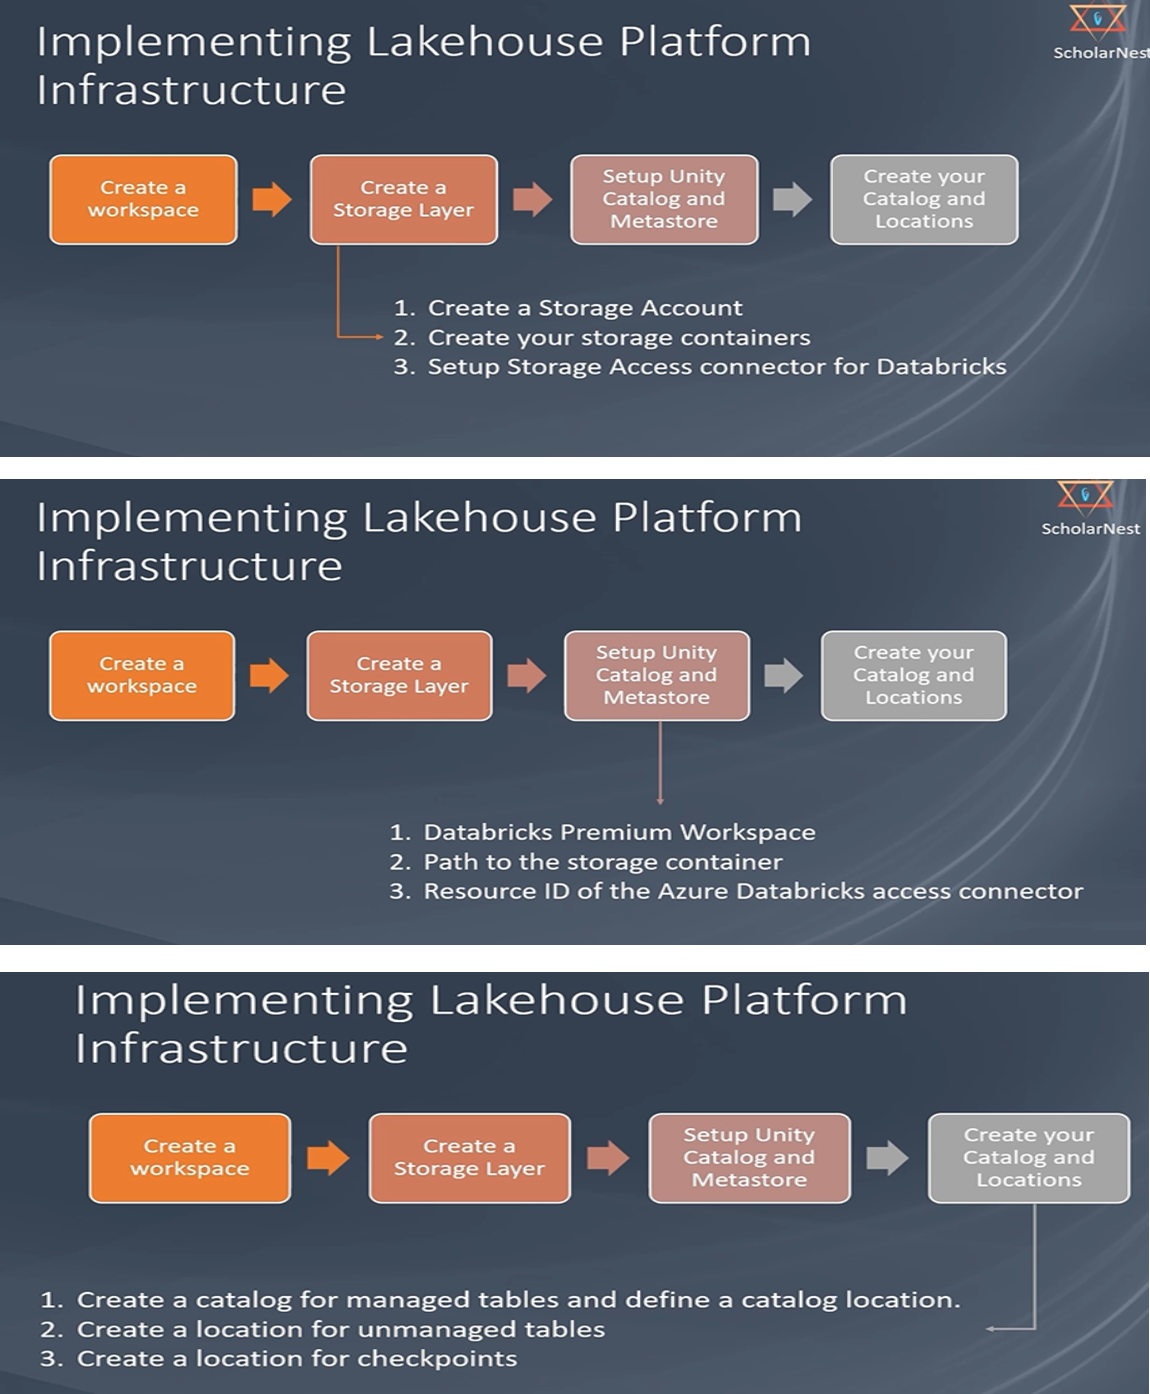 Implementing Lakehouse Platform
Infrastructure
ScholarNest
Create a
workspace
Create a
Storage Layer
Setup Unity
Catalog and
Metastore
Create your
Catalog and
Locations
1. Create a Storage Account
2. Create your storage containers
3. Setup Storage Access connector for Databricks
Implementing Lakehouse Platform
Infrastructure
ScholarNest
Create a
workspace
Create a
Storage Layer
Setup Unity
Catalog and
Metastore
Create your
Catalog and
Locations
1. Databricks Premium Workspace
2. Path to the storage container
3. Resource ID of the Azure Databricks access connector
Implementing Lakehouse Platform
Infrastructure
Create a
workspace
Create a
Storage Layer
Setup Unity
Catalog and
Metastore
Create your
Catalog and
Locations
1. Create a catalog for managed tables and define a catalog location.
2. Create a location for unmanaged tables
3. Create a location for checkpoints